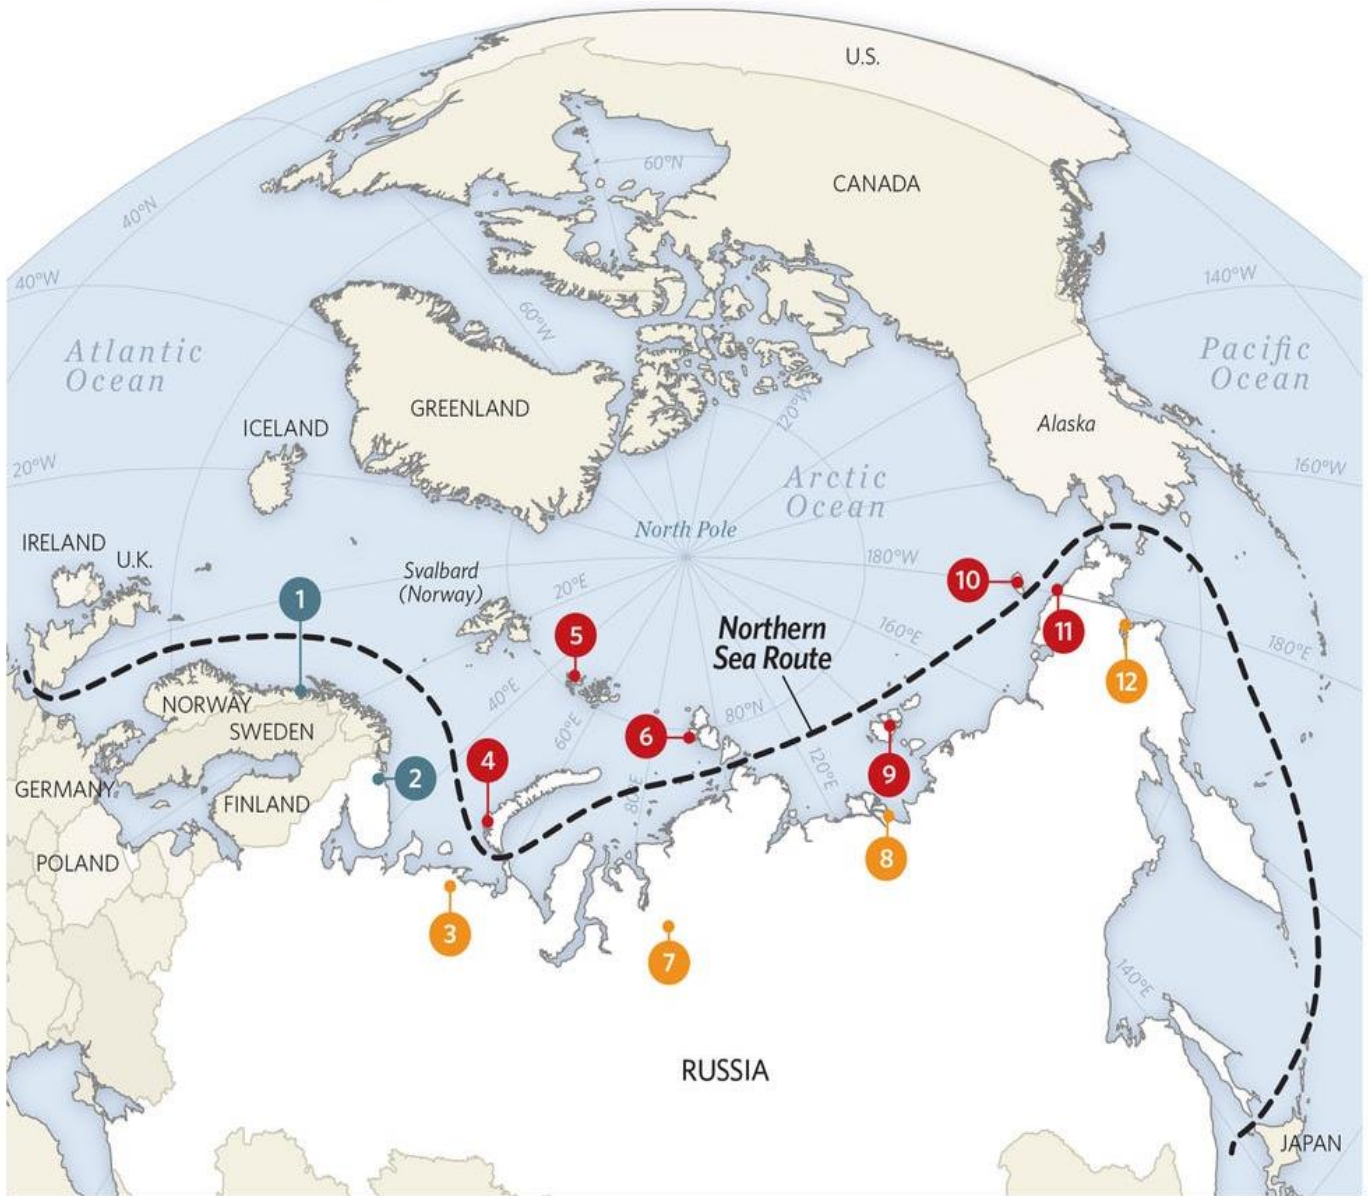 U.S.
60°N
CANADA
40°N
40°W
140°W
60°W
Atlantic
Ocean
Pacific
Ocean
GREENLAND
120°W
Alaska
ICELAND
20°W
160°W
Arctic
Ocean
North Pole
IRELAND
U.K.
180°W
Svalbard
(Norway)
20°E
10
1
5
Northern
Sea Route
160°E
11
180°E
40°E
NORWAY
SWEDEN
60°E
80°N
6
12
4
9
120°E
2
80°E
GERMANY
FINLAND
POLAND
8
3
7
140°E
RUSSIA
JAPAN